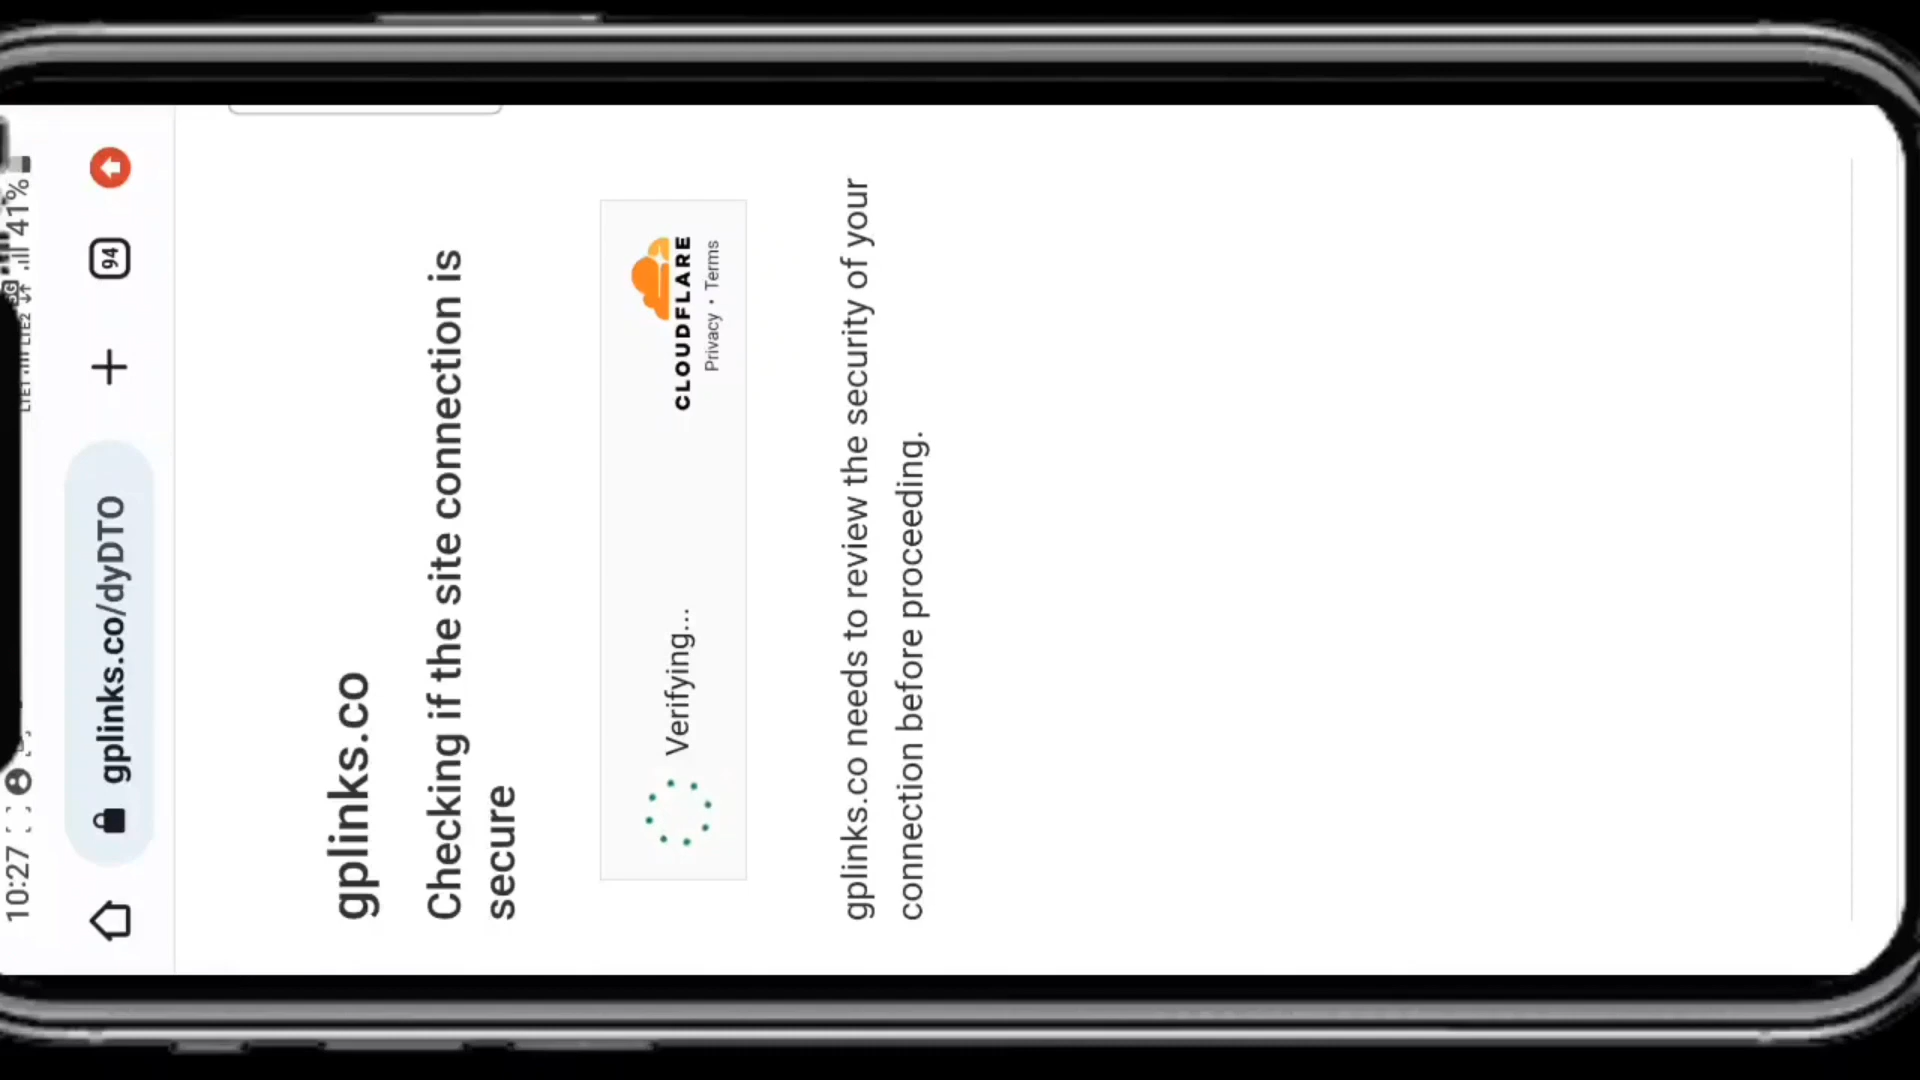 10:27
41%
gplinks.co/dyDTO
94
gplinks.co
Checking if the site connection is
secure
Verifying...
CLOUDFLARE
Privacy • Terms
gplinks.co needs to review the security of your
connection before proceeding.